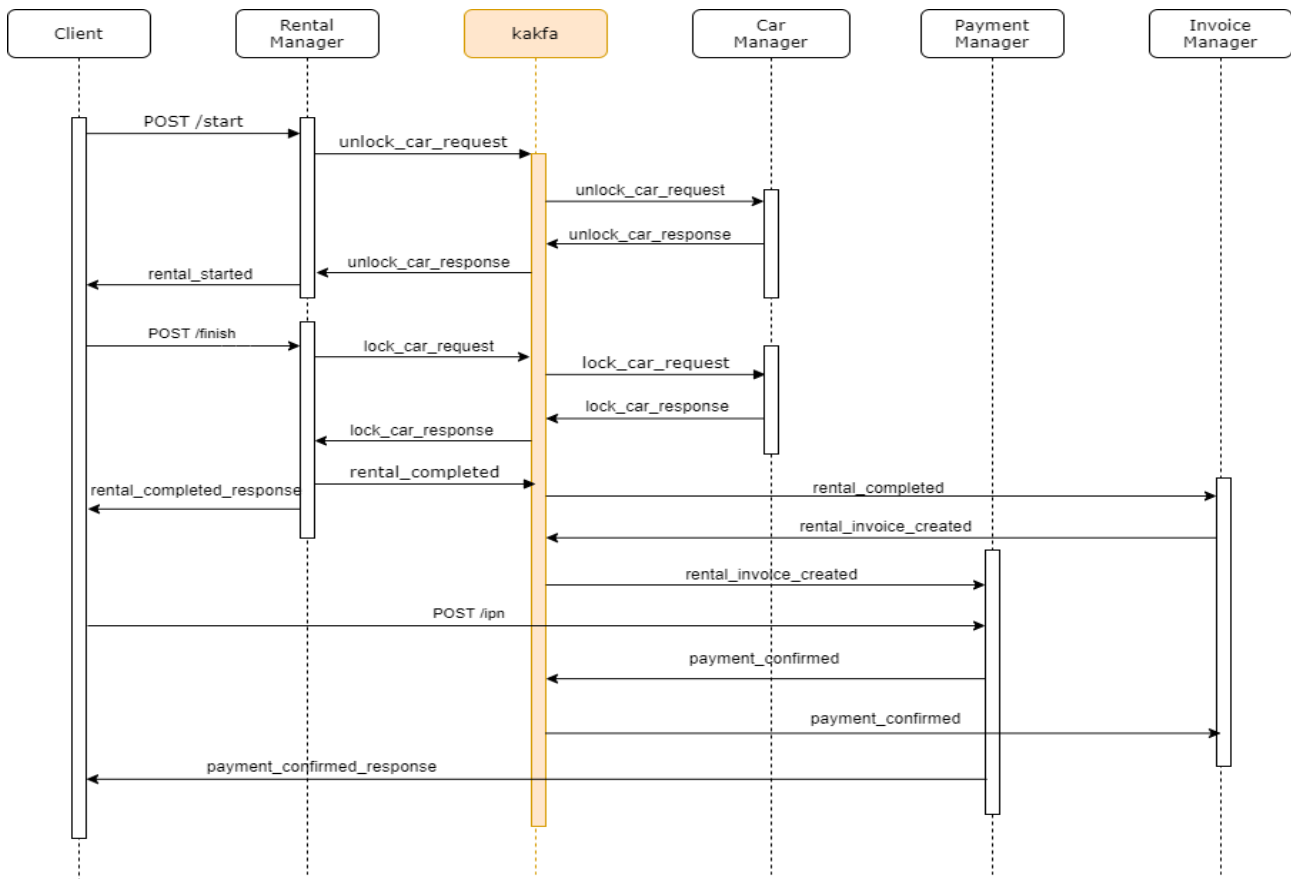 Client
Rental
Manager
kakfa
Car
Manager
Payment
Manager
Invoice
Manager
POST /start
unlock_car_request
unlock_car_request
unlock_car_response
unlock_car_response
rental_started
POST /finish
lock_car_request
lock_car_request
lock_car_response
lock_car_response
rental_completed
rental_completed_response
rental_completed
rental_invoice_created
rental_invoice_created
POST /ipn
payment_confirmed
payment_confirmed
payment_confirmed_response